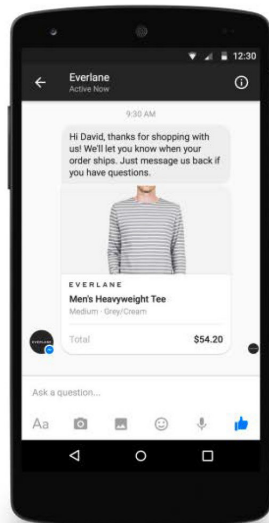 12:30
Everlane
Active Now
9:30 AM
Hi David, thanks for shopping with
us! We'll let you know when your
order ships. Just message us back if
you have questions.
EVERLANE
Men's Heavyweight Tee
Medium · Grey/Cream
Total $54.20
EVERLANE
Ask a question...
Aa